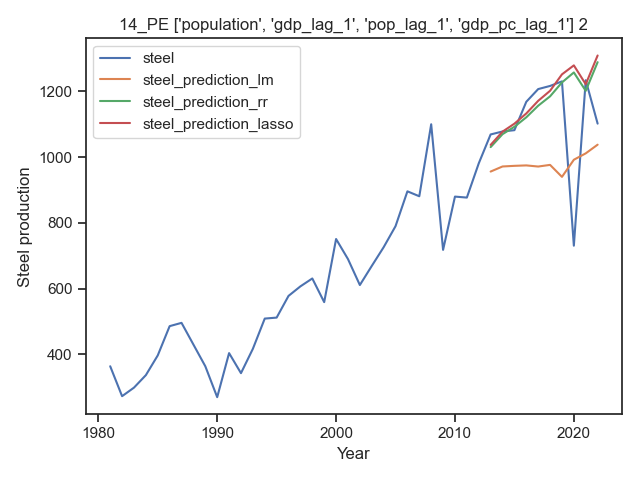 14_PE ['population', 'gdp_lag_1', 'pop_lag_1', 'gdp_pc_lag_1'] 2
steel
steel_prediction_lm
steel_prediction_rr
steel_prediction_lasso
Steel production
1200
1000
800
600
400
1980 1990 2000 2010 2020
Year